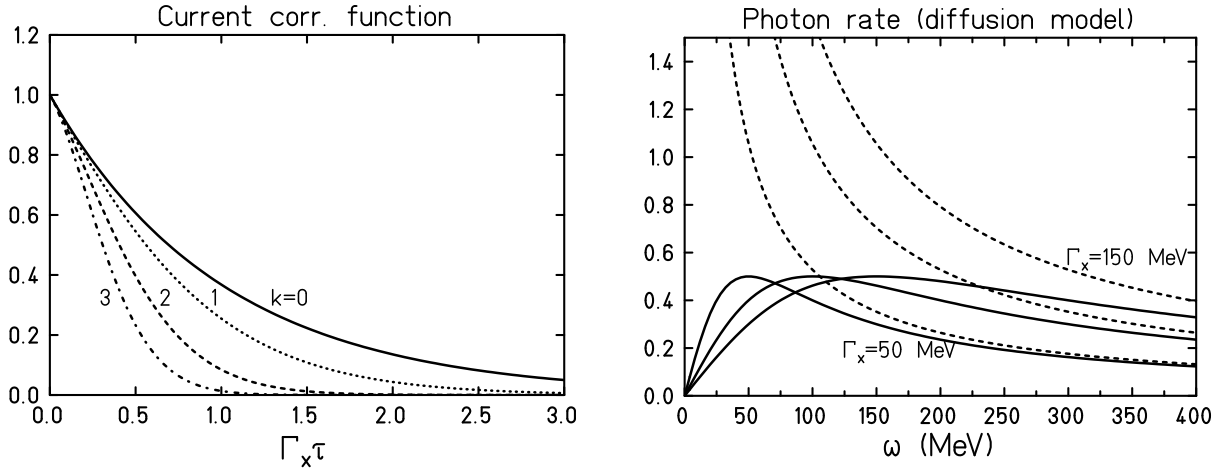 Current corr. function
1.2
1.0
0.8
0.6
0.4
0.2
0.0
3
2
1
k=0
0.0 0.5 1.0 1.5 2.0 2.5 3.0
Γxτ
Photon rate (diffusion model)
1.4
1.2
1.0
0.8
0.6
0.4
0.2
0.0
Γx=150 MeV
Γx=50 MeV
0 50 100 150 200 250 300 350 400
ω (MeV)